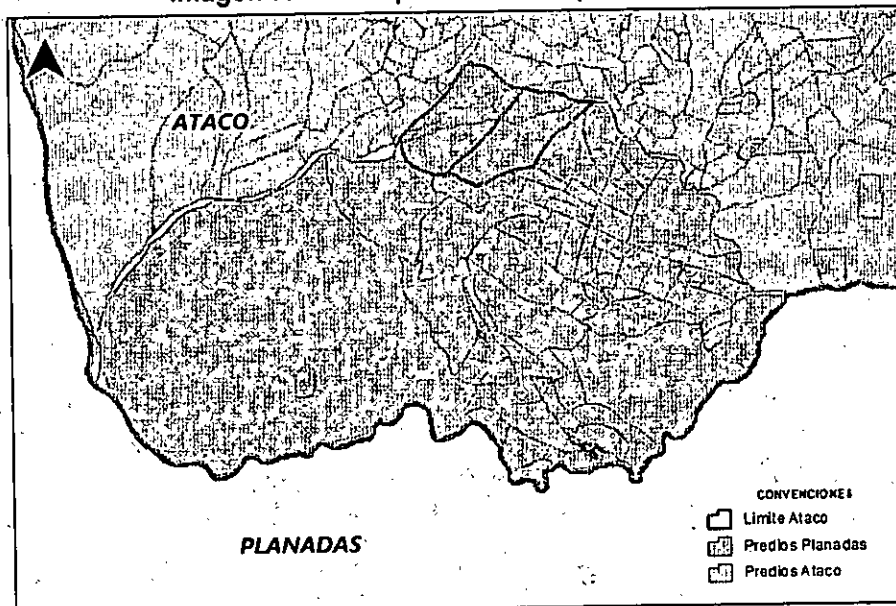 ATACO
PLANADAS
CONVENCIONES
Limite Ataco
Predios Planadas
Predios Ataco